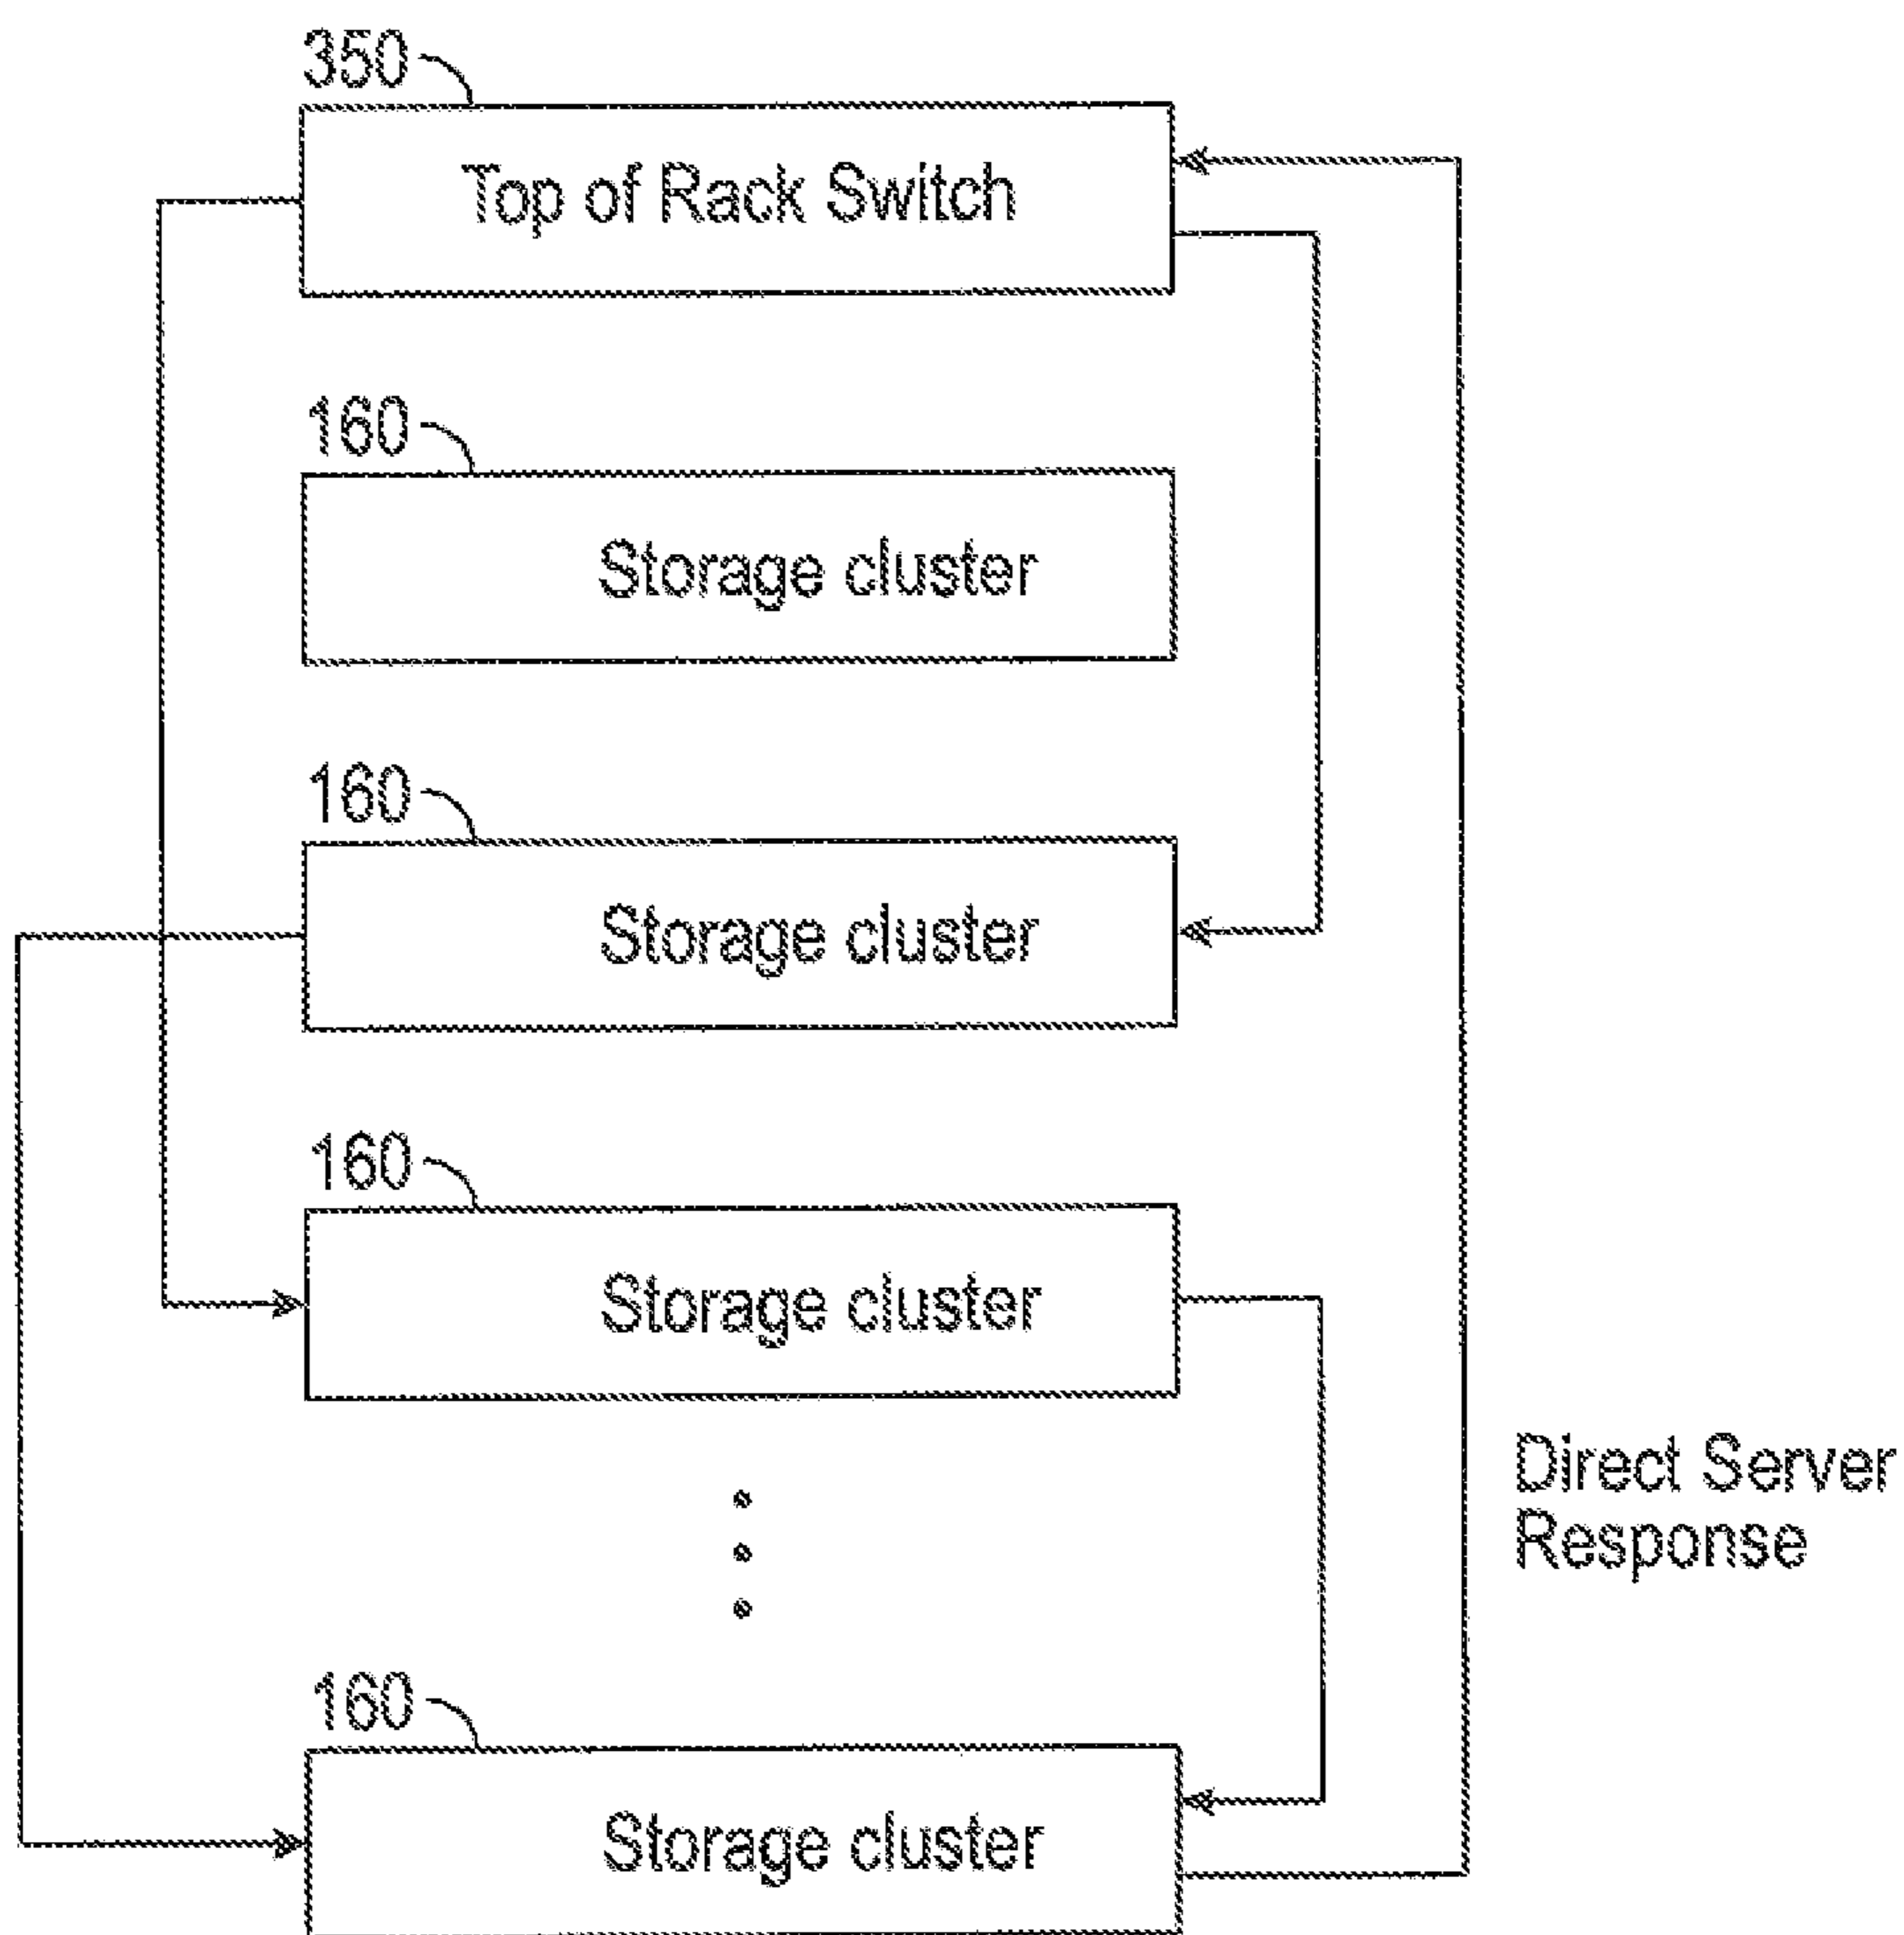 350
Top of Rack Switch
160
Storage cluster
160
Storage cluster
160
Storage cluster
Direct Server
Response
160
Storage cluster